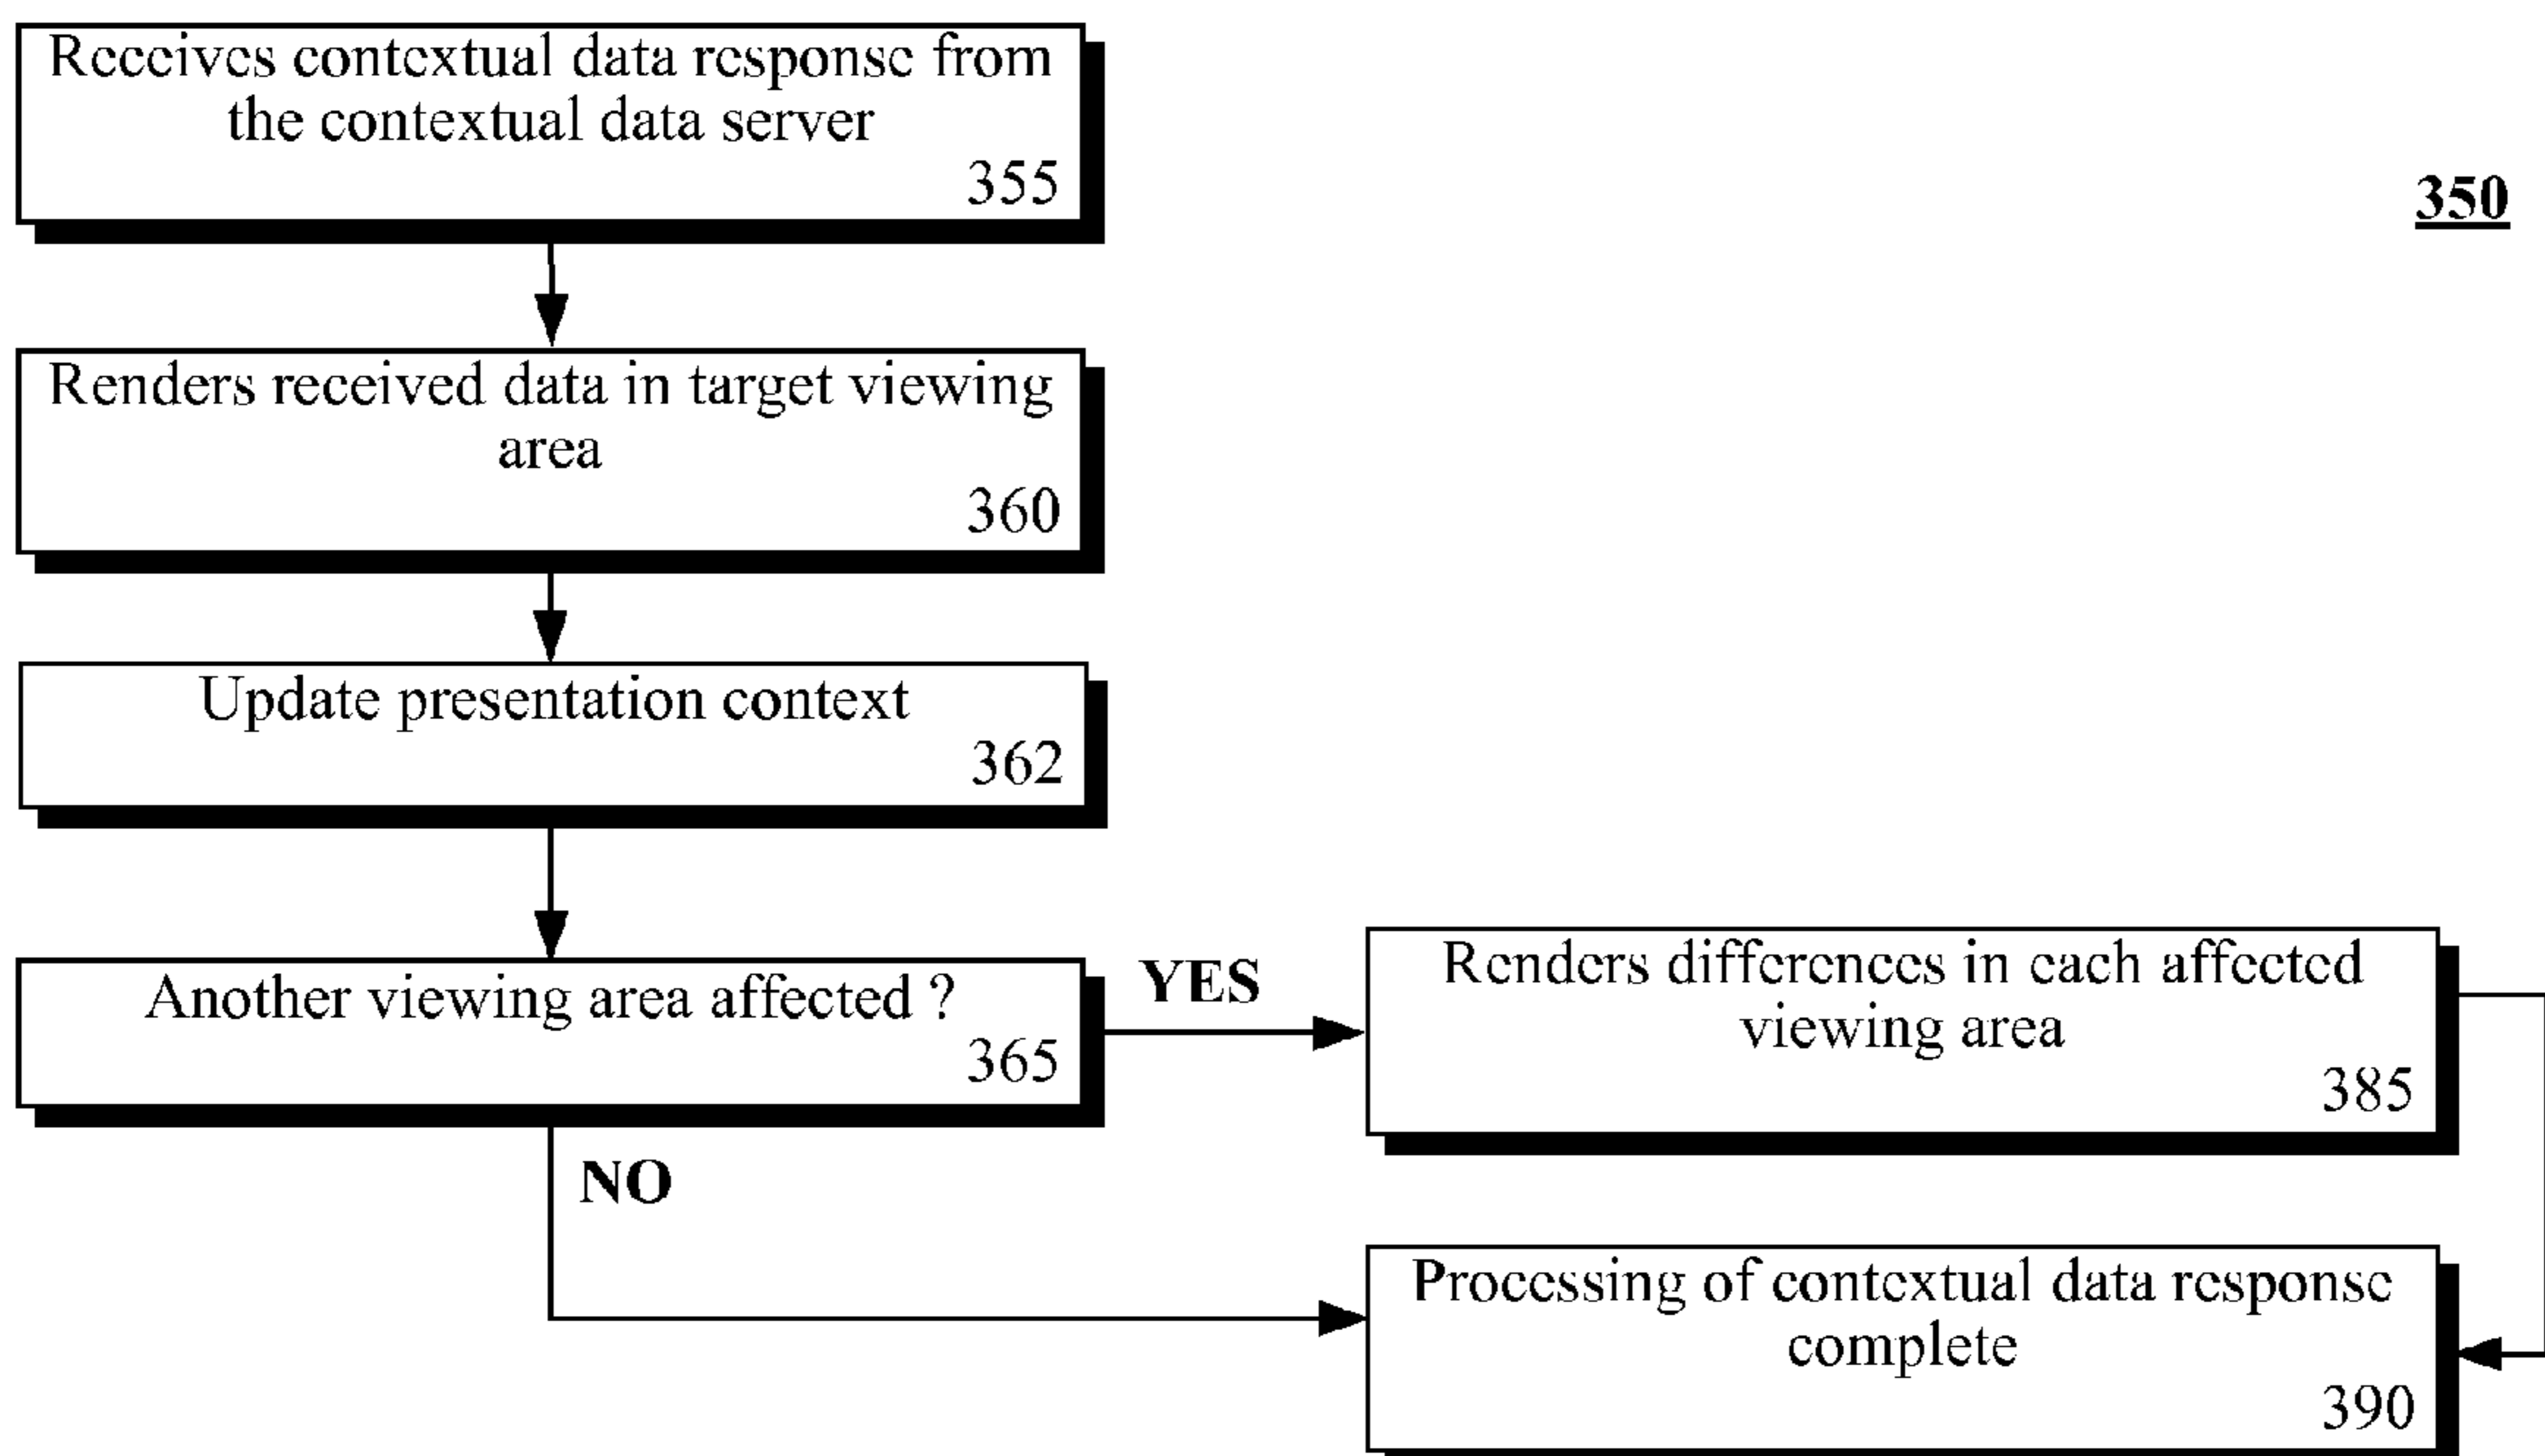 Receives contextual data response from
the contextual data server
355
350
Renders received data in target viewing
area
360
Update presentation context
362
Another viewing area affected ?
365
YES
Renders differences in each affected
viewing area
385
NO
Processing of contextual data response
complete
390